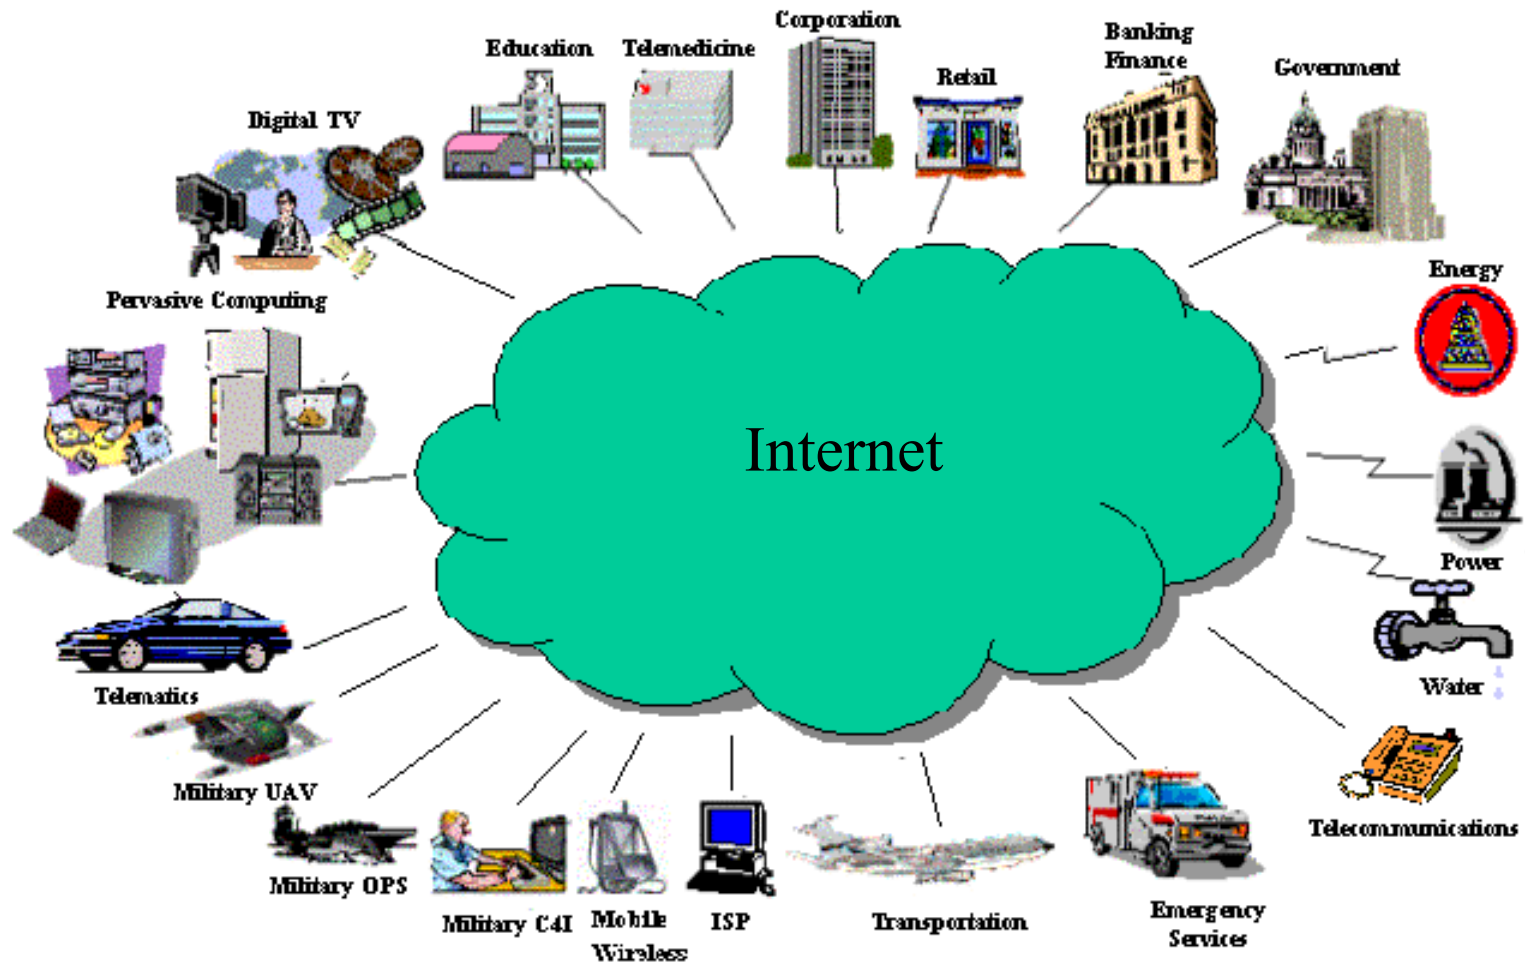 Corporation
Education
Telemedicine
Banking
Finance
Retail
Government
Digital TV
Energy
Pervasive Computing
Internet
Power
Water
Telematics
Military UAV
Telecommunications
Military OPS
Military C4I
Mobile
Wireless
ISP
Transportation
Emergency
Services